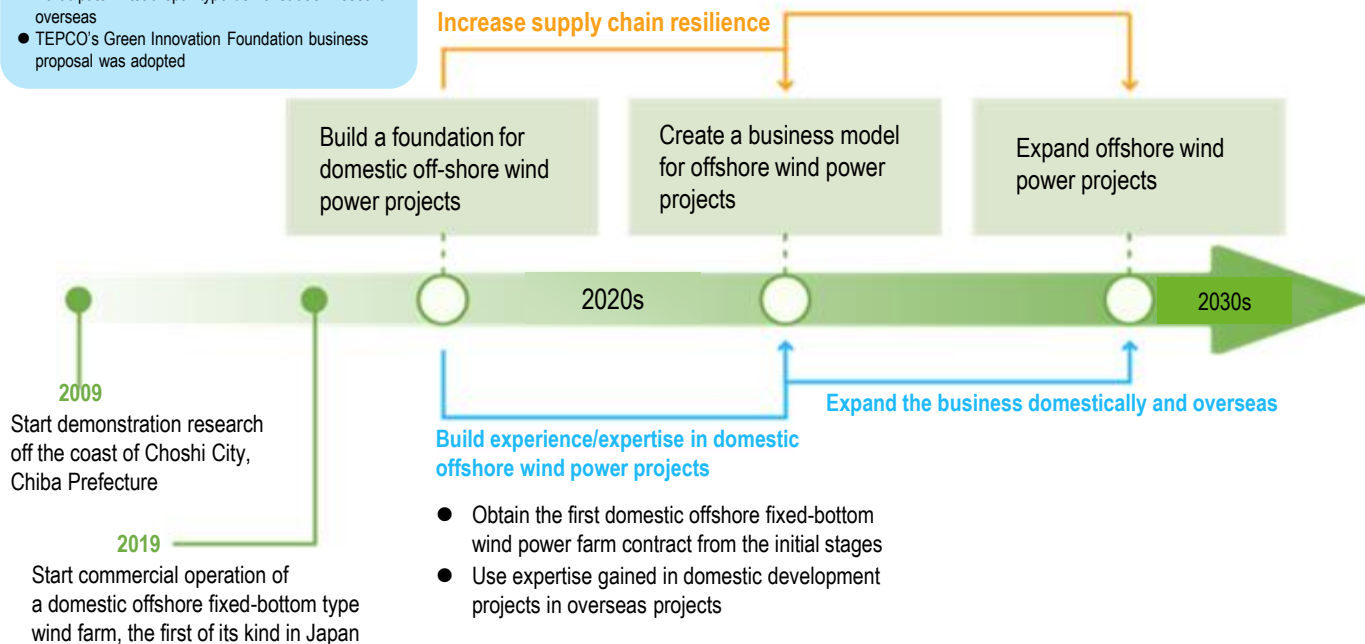 overseas
● TEPCO's Green Innovation Foundation business
proposal was adopted
Increase supply chain resilience
Build a foundation for
domestic off-shore wind
power projects
Create a business model
for offshore wind power
projects
Expand offshore wind
power projects
2020s
2030s
2009
Start demonstration research
off the coast of Choshi City,
Chiba Prefecture
2019
Start commercial operation of
a domestic offshore fixed-bottom type
wind farm, the first of its kind in Japan
Build experience/expertise in domestic
offshore wind power projects
● Obtain the first domestic offshore fixed-bottom
wind power farm contract from the initial stages
● Use expertise gained in domestic development
projects in overseas projects
Expand the business domestically and overseas